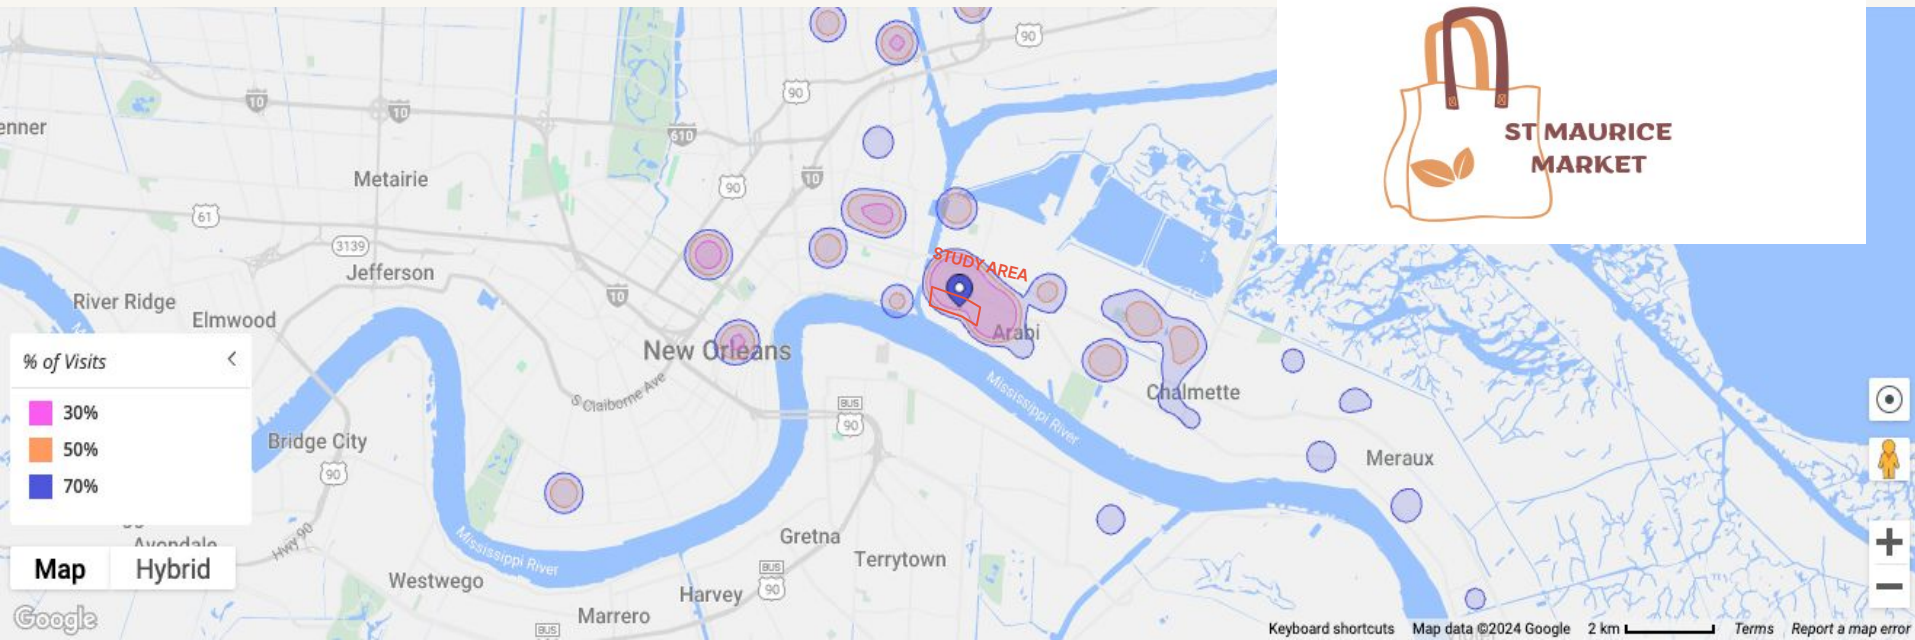 90
90
10
10
enner
610
ST MAURICE
MARKET
Metairie
90
10
61
3139
STUDY AREA
Jefferson
River Ridge
10
Elmwood
Arabi
% of Visits
New Orleans
30%
50%
70%
S Claiborne Ave
Mississippi River
Chalmette
BUS
90
Bridge City
90
Meraux
Hwy 90
Avondale
Mississippi River
Gretna
Terrytown
Map
Hybrid
Westwego
BUS
90
Harvey
Marrero
BUS
Google
Keyboard shortcuts
Map data ©2024 Google
2 km
Terms
Report a map error